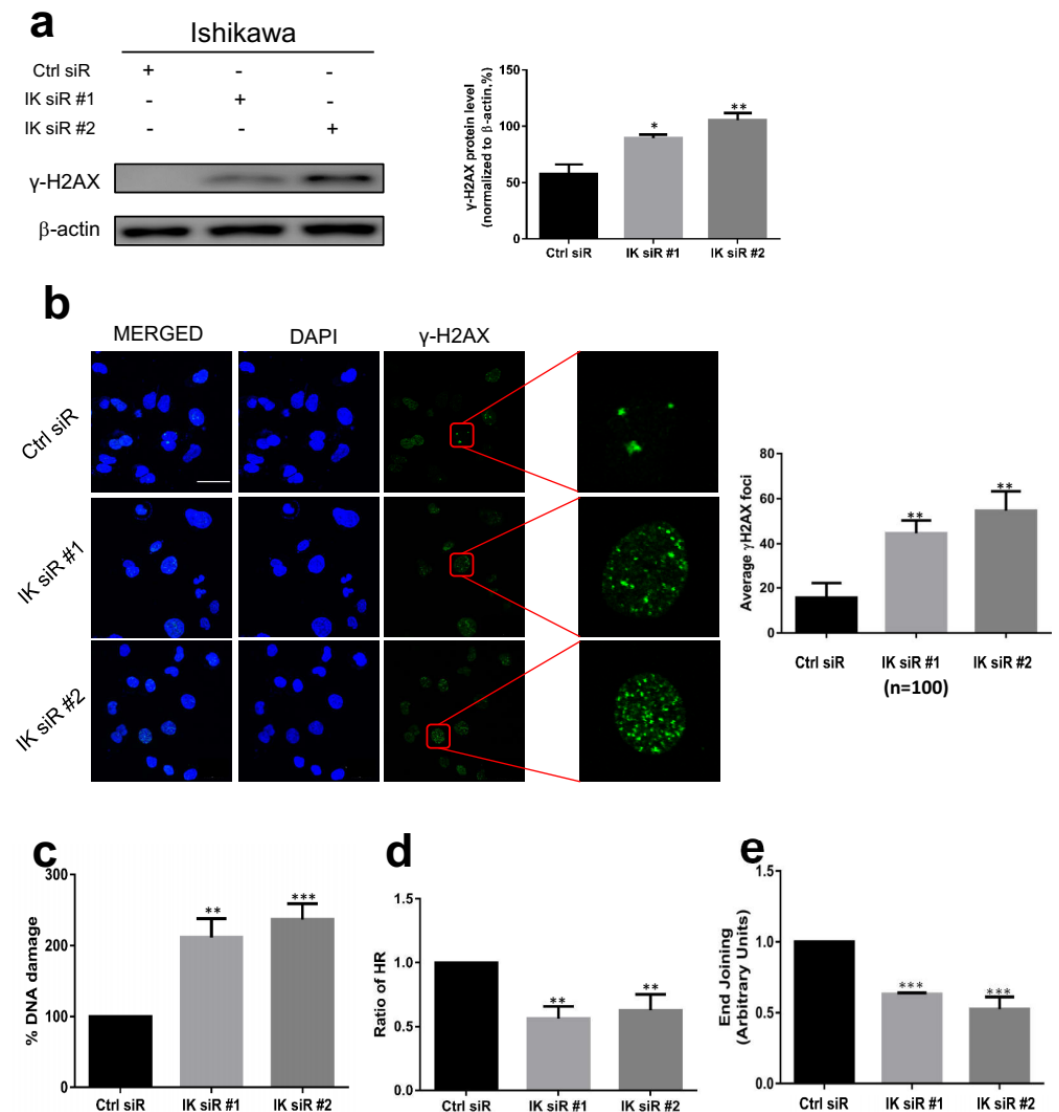 a
Ishikawa
Ctrl siR + - -
IK siR #1 - + -
IK siR #2 - - +
γ-H2AX
β-actin
γ-H2AX protein level
(normalized to β-actin,%)
150
100
50
0
*
**
Ctrl siR IK siR #1 IK siR #2
b
MERGED DAPI γ-H2AX
Ctrl siR
IK siR #1
IK siR #2
Average γH2AX foci
80
60
40
20
0
**
**
Ctrl siR IK siR #1 IK siR #2
(n=100)
c
% DNA damage
300
200
100
0
**
***
Ctrl siR IK siR #1 IK siR #2
d
Ratio of HR
1.5
1.0
0.5
0.0
**
**
Ctrl siR IK siR #1 IK siR #2
e
End Joining
(Arbitrary Units)
1.5
1.0
0.5
0.0
***
***
Ctrl siR IK siR #1 IK siR #2